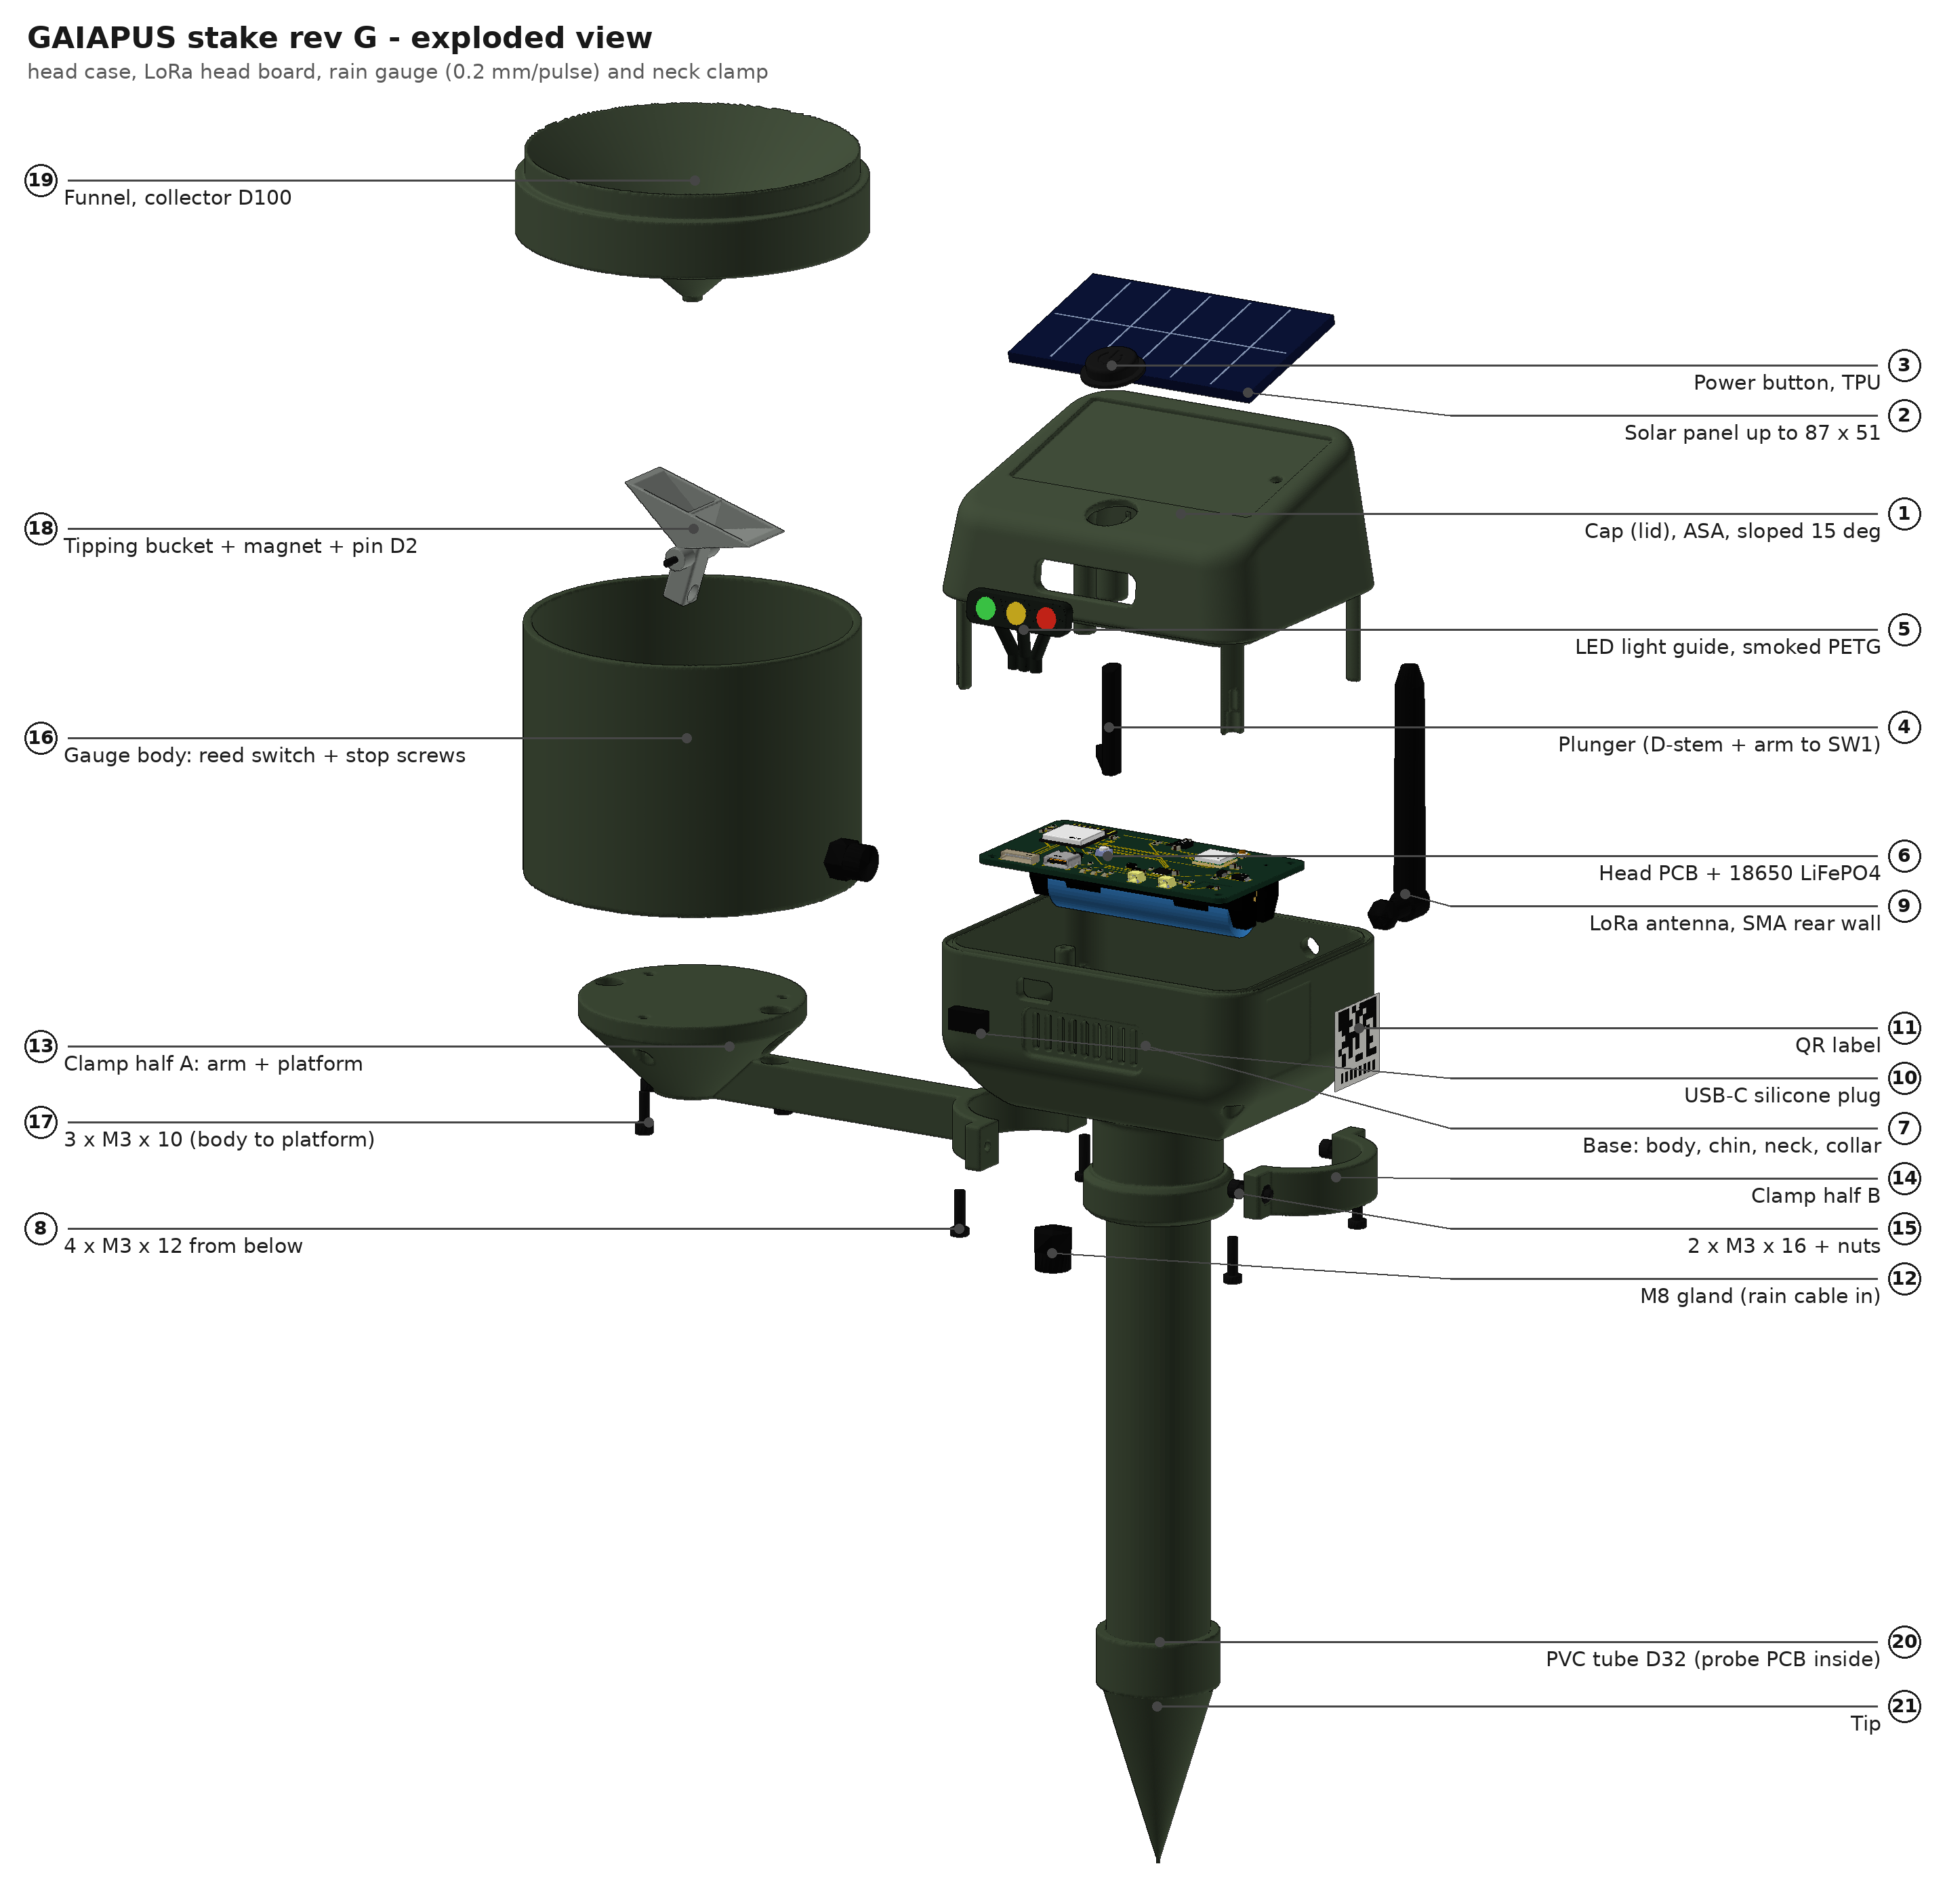 GAIAPUS stake rev G - exploded view
head case, LoRa head board, rain gauge (0.2 mm/pulse) and neck clamp
19
Funnel, collector D100
18
Tipping bucket + magnet + pin D2
16
Gauge body: reed switch + stop screws
13
Clamp half A: arm + platform
17
3 x M3 x 10 (body to platform)
8
4 x M3 x 12 from below
3
Power button, TPU
2
Solar panel up to 87 x 51
1
Cap (lid), ASA, sloped 15 deg
5
LED light guide, smoked PETG
4
Plunger (D-stem + arm to SW1)
6
Head PCB + 18650 LiFePO4
9
LoRa antenna, SMA rear wall
11
QR label
10
USB-C silicone plug
7
Base: body, chin, neck, collar
14
Clamp half B
15
2 x M3 x 16 + nuts
12
M8 gland (rain cable in)
20
PVC tube D32 (probe PCB inside)
21
Tip